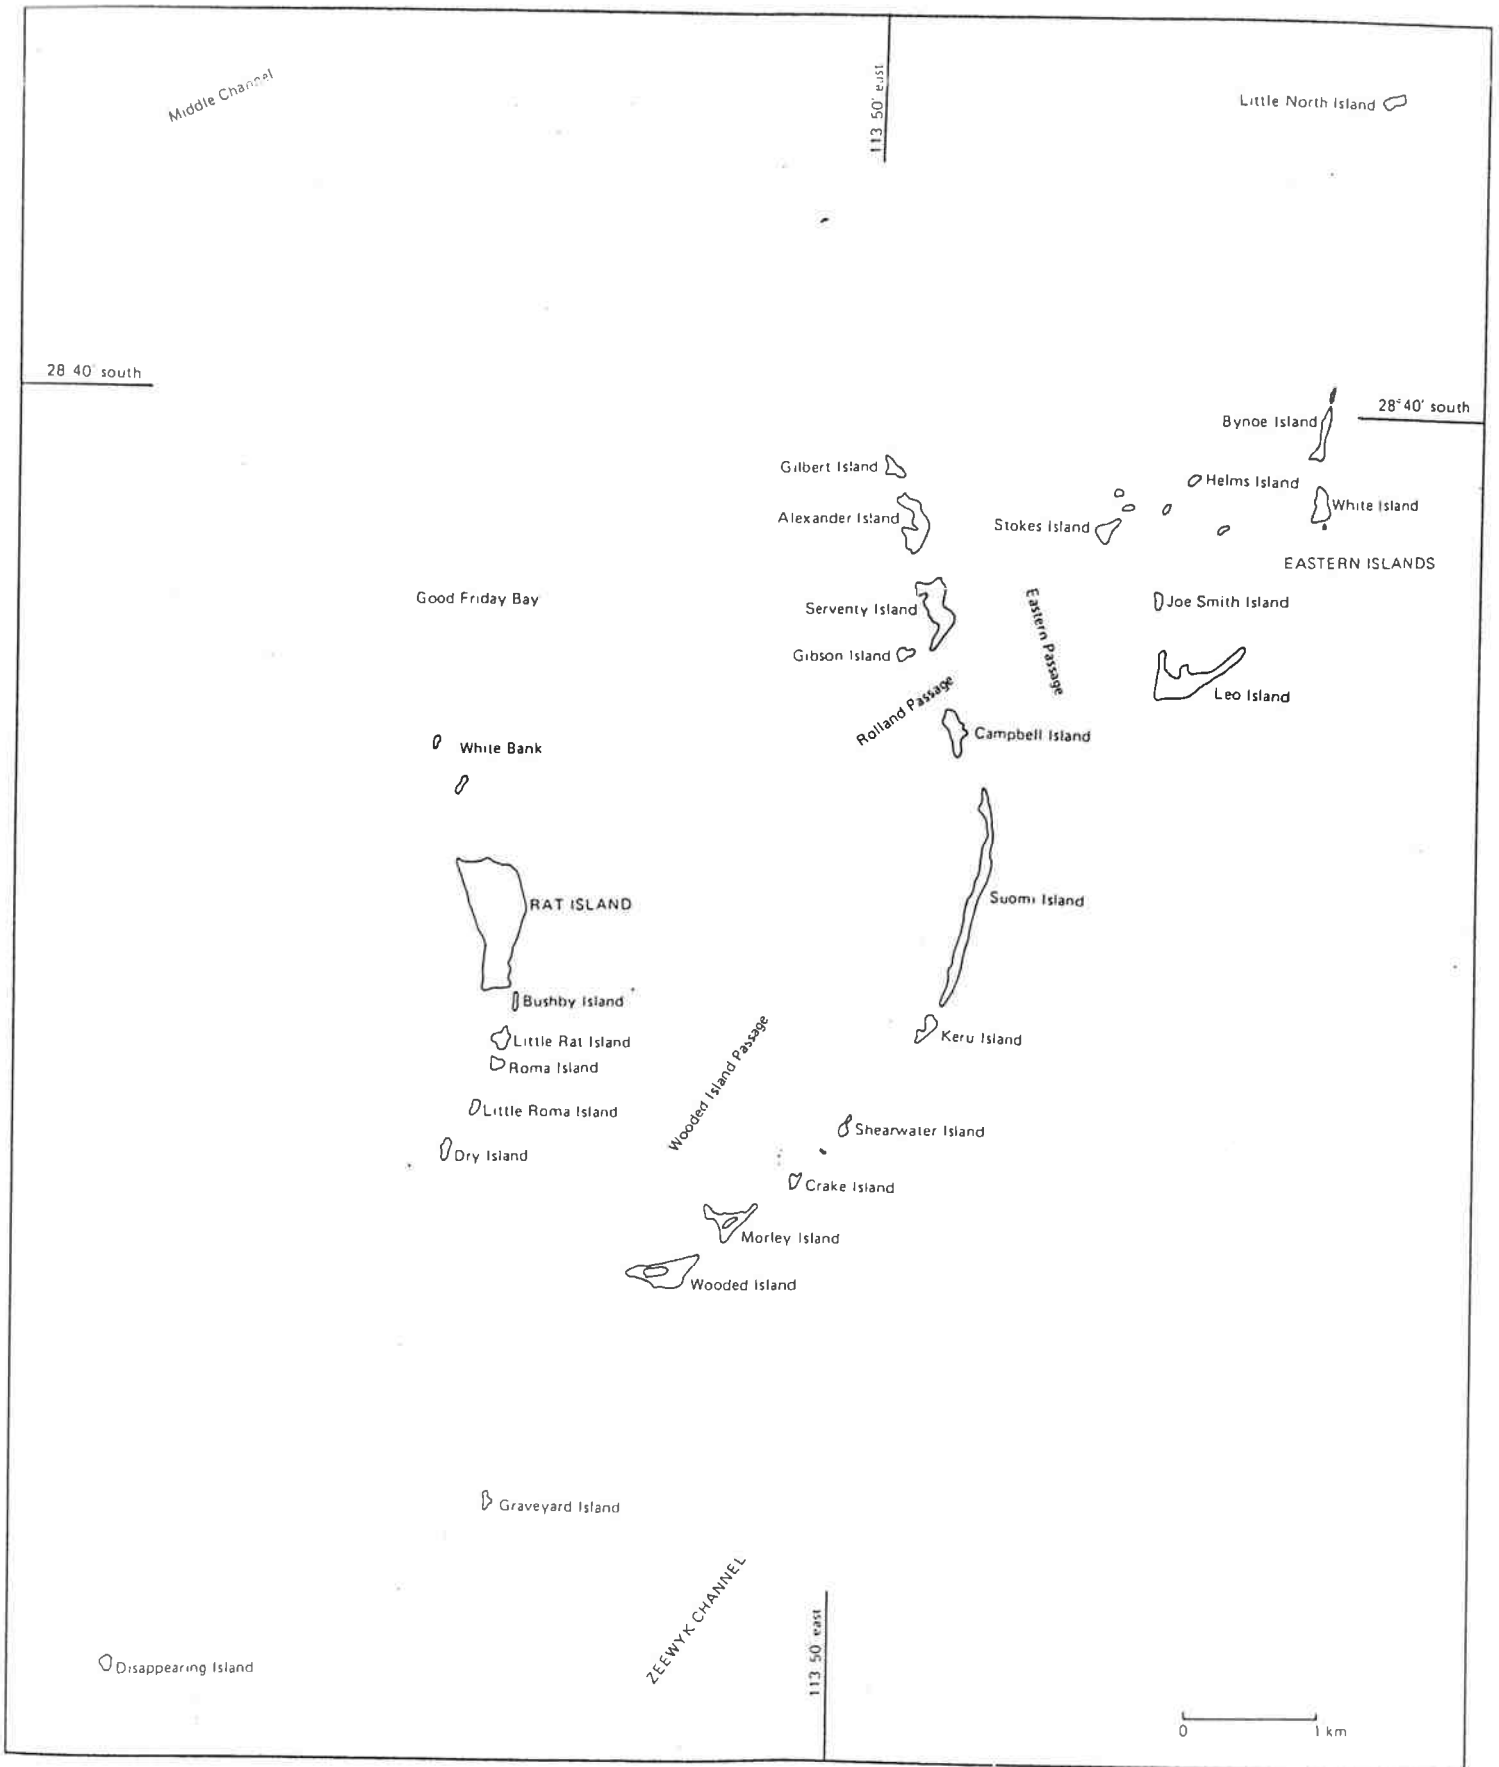 Middle Channel
113 50' east
Little North Island
28 40' south
28°40' south
Bynoe Island
Gilbert Island
Helms Island
White Island
Alexander Island
Stokes Island
EASTERN ISLANDS
Good Friday Bay
Serventy Island
Eastern Passage
Joe Smith Island
Gibson Island
Rolland Passage
Leo Island
Campbell Island
White Bank
RAT ISLAND
Suomi Island
Bushby Island
Little Rat Island
Keru Island
Roma Island
Wooded Island Passage
Little Roma Island
Shearwater Island
Dry Island
Crake Island
Morley Island
Wooded Island
Graveyard Island
ZEEWYK CHANNEL
113 50' east
Disappearing Island
0 1 km